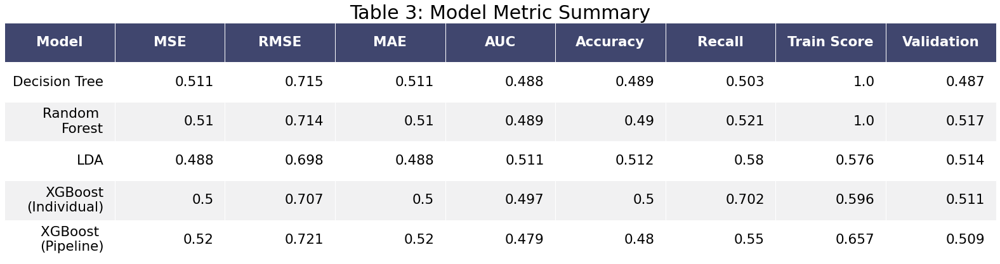 Table 3: Model Metric Summary
Model MSE RMSE MAE AUC Accuracy Recall Train Score Validation
Decision Tree 0.511 0.715 0.511 0.488 0.489 0.503 1.0 0.487
Random
Forest 0.51 0.714 0.51 0.489 0.49 0.521 1.0 0.517
LDA 0.488 0.698 0.488 0.511 0.512 0.58 0.576 0.514
XGBoost
(Individual) 0.5 0.707 0.5 0.497 0.5 0.702 0.596 0.511
XGBoost
(Pipeline) 0.52 0.721 0.52 0.479 0.48 0.55 0.657 0.509